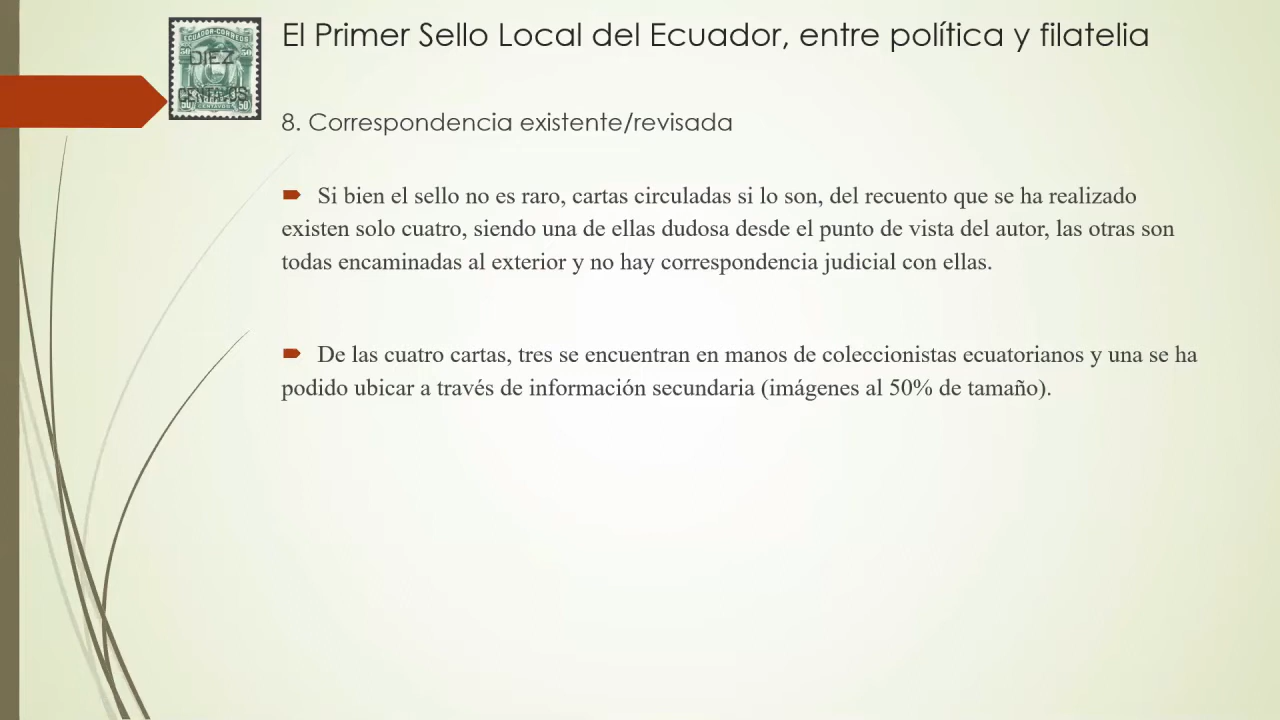 El Primer Sello Local del Ecuador, entre política y filatelia
ECUADOR-CORREOS
50 50
DIEZ
CENTAVOS
50 50
8. Correspondencia existente/revisada
Si bien el sello no es raro, cartas circuladas si lo son, del recuento que se ha realizado
existen solo cuatro, siendo una de ellas dudosa desde el punto de vista del autor, las otras son
todas encaminadas al exterior y no hay correspondencia judicial con ellas.
De las cuatro cartas, tres se encuentran en manos de coleccionistas ecuatorianos y una se ha
podido ubicar a través de información secundaria (imágenes al 50% de tamaño).